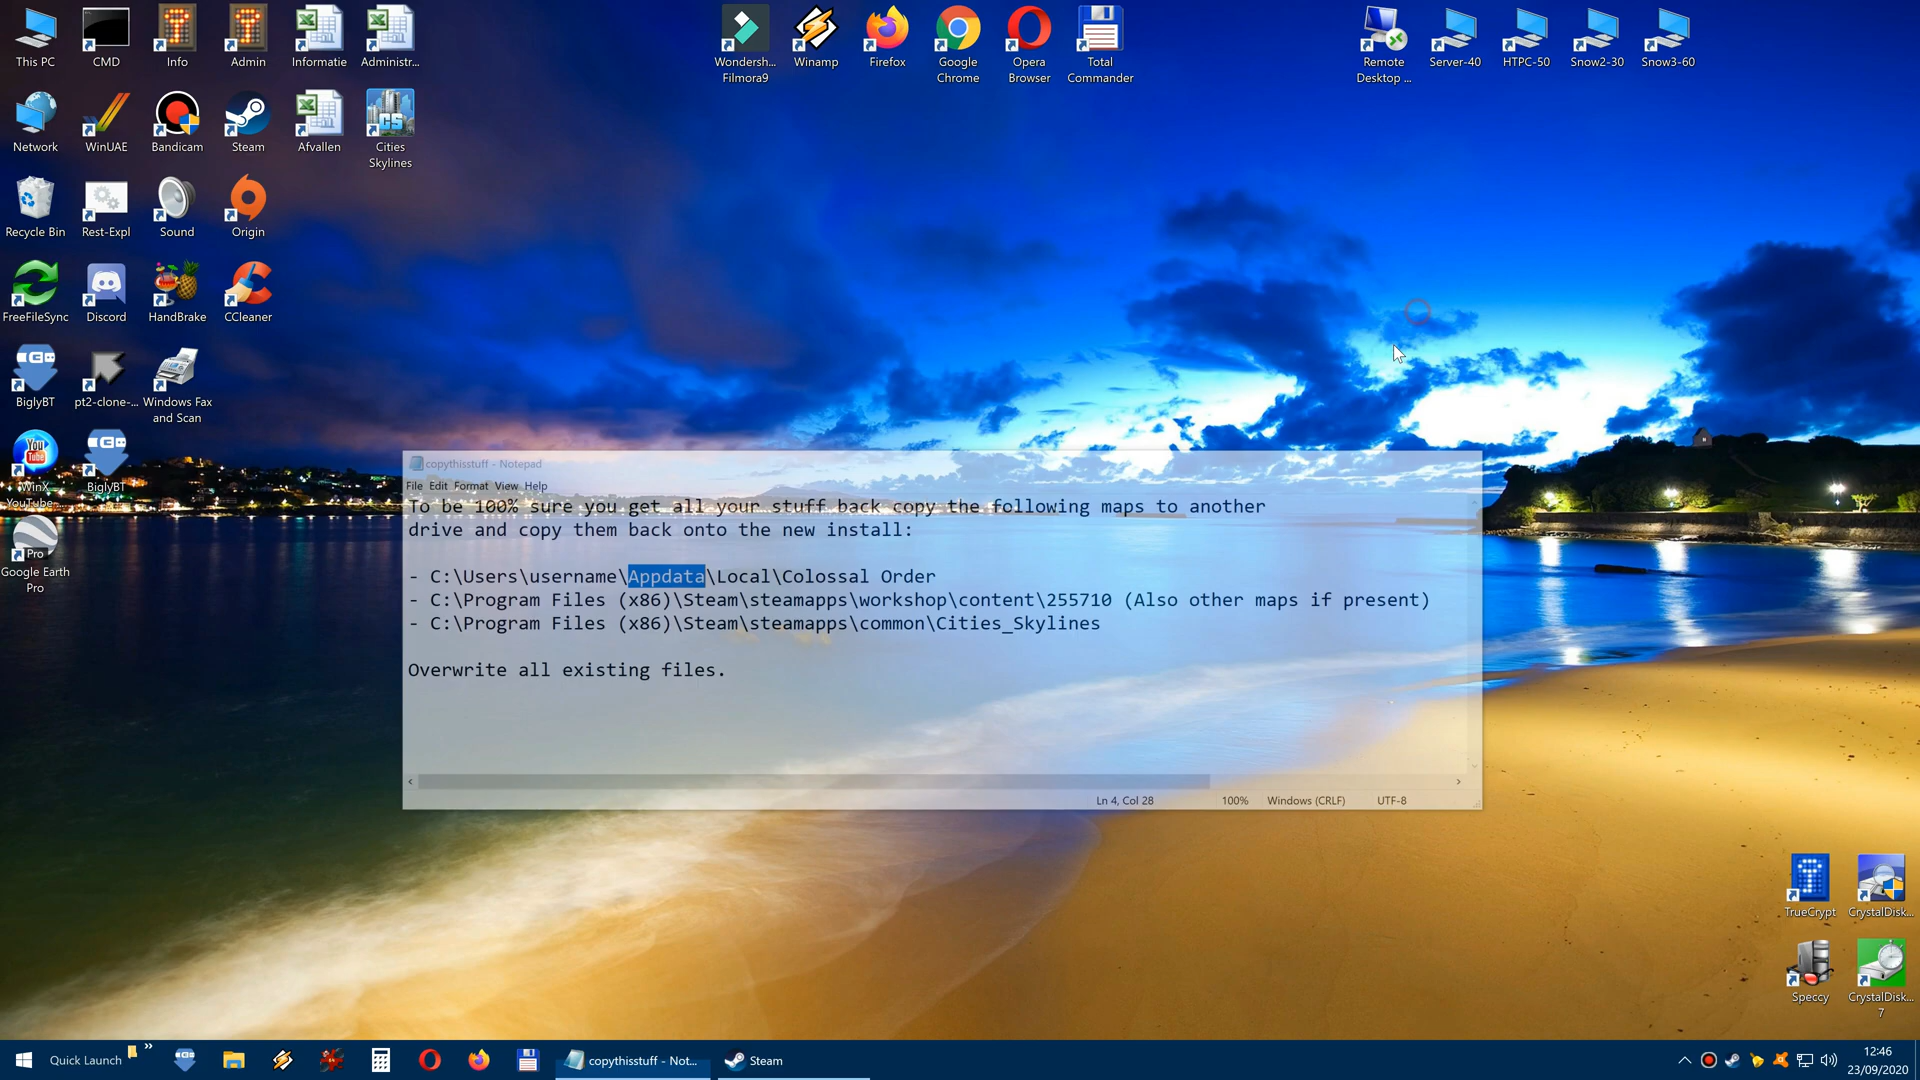 This PC
CMD
Info
Admin
Informatie
Administr...
Wondersh...
Filmora9
Winamp
Firefox
Google
Chrome
Opera
Browser
Total
Commander
Remote
Desktop ...
Server-40
HTPC-50
Snow2-30
Snow3-60
Network
WinUAE
Bandicam
Steam
Afvallen
Cities
Skylines
Recycle Bin
Rest-Expl
Sound
Origin
FreeFileSync
Discord
HandBrake
CCleaner
BiglyBT
pt2-clone-...
Windows Fax
and Scan
WinX
YouTube...
BiglyBT
Google Earth
Pro
copythisstuff - Notepad
File Edit Format View Help
To be 100% sure you get all your stuff back copy the following maps to another
drive and copy them back onto the new install:
- C:\Users\username\Appdata\Local\Colossal Order
- C:\Program Files (x86)\Steam\steamapps\workshop\content\255710 (Also other maps if present)
- C:\Program Files (x86)\Steam\steamapps\common\Cities_Skylines
Overwrite all existing files.
Ln 4, Col 28
100%
Windows (CRLF)
UTF-8
TrueCrypt
CrystalDisk...
Speccy
CrystalDisk...
7
Quick Launch
copythisstuff - Not...
Steam
12:46
23/09/2020